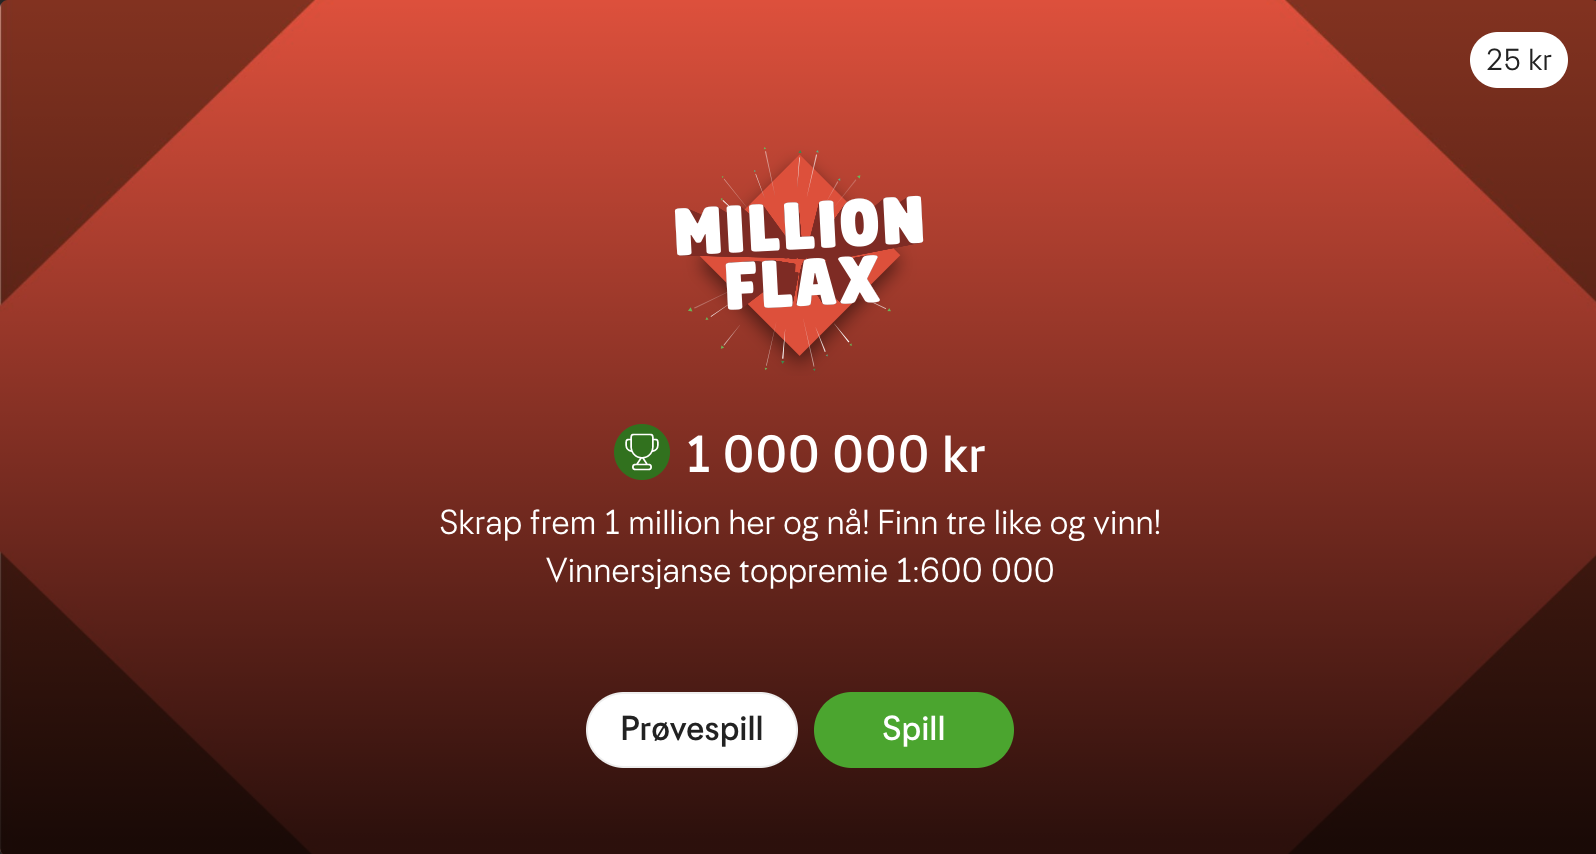 25 kr
MILLION
FLAX
1 000 000 kr
Skrap frem 1 million her og nå! Finn tre like og vinn!
Vinnersjanse toppremie 1:600 000
Prøvespill
Spill